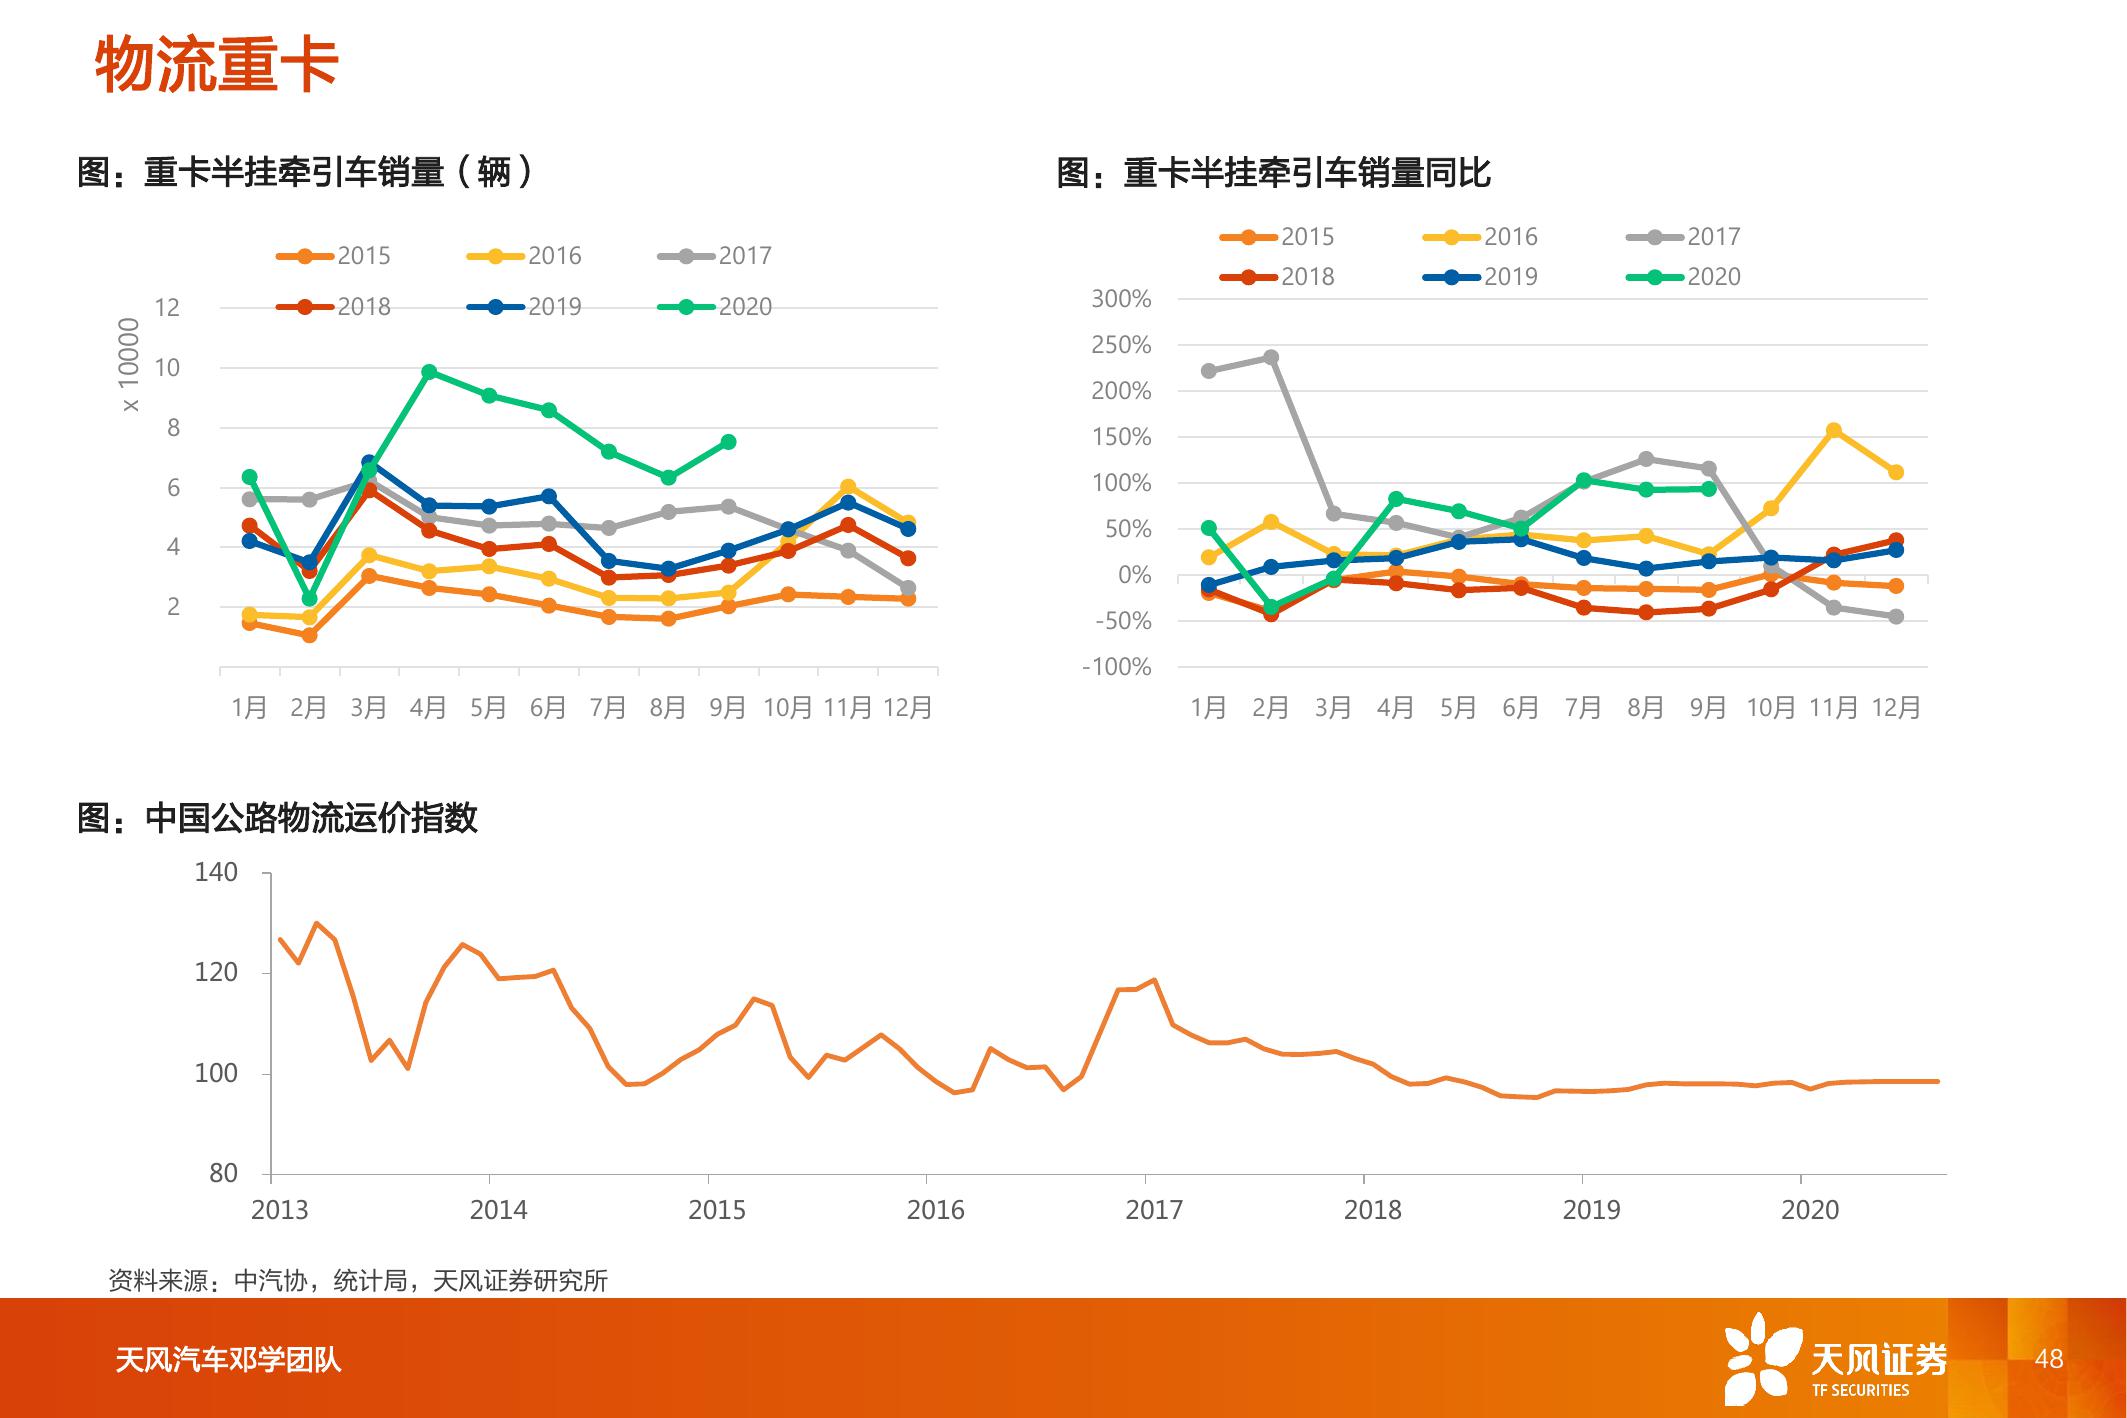 物流重卡
图：重卡半挂牵引车销量（辆）
2015 2016 2017
2018 2019 2020
x 10000
12
10
8
6
4
2
1月 2月 3月 4月 5月 6月 7月 8月 9月 10月 11月 12月
图：重卡半挂牵引车销量同比
2015 2016 2017
2018 2019 2020
300%
250%
200%
150%
100%
50%
0%
-50%
-100%
1月 2月 3月 4月 5月 6月 7月 8月 9月 10月 11月 12月
图：中国公路物流运价指数
140
120
100
80
2013 2014 2015 2016 2017 2018 2019 2020
资料来源：中汽协，统计局，天风证券研究所
天风汽车邓学团队
天风证券
TF SECURITIES
48